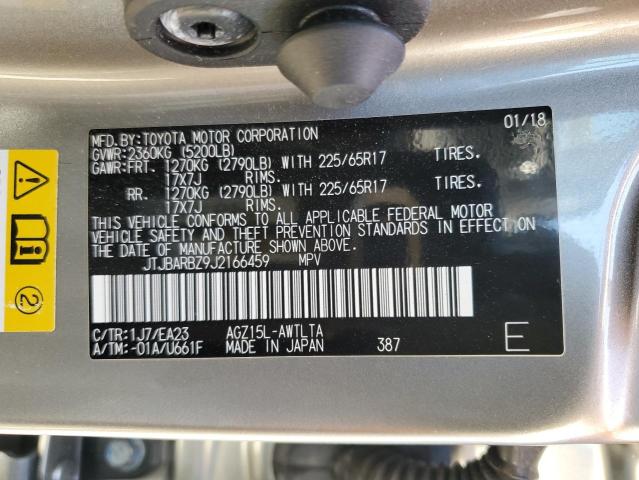 MFD.BY:TOYOTA MOTOR CORPORATION 01/18
GVWR:2360KG (5200LB)
GAWR:FRT. 1270KG (2790LB) WITH 225/65R17 TIRES.
17X7J RIMS.
RR. 1270KG (2790LB) WITH 225/65R17 TIRES.
17X7J RIMS.
THIS VEHICLE CONFORMS TO ALL APPLICABLE FEDERAL MOTOR
VEHICLE SAFETY AND THEFT PREVENTION STANDARDS IN EFFECT ON
THE DATE OF MANUFACTURE SHOWN ABOVE.
JTJBARBZ9J2166459 MPV
C/TR:1J7/EA23 AGZ15L-AWTLTA
A/TM:-01A/U661F MADE IN JAPAN 387 E
2